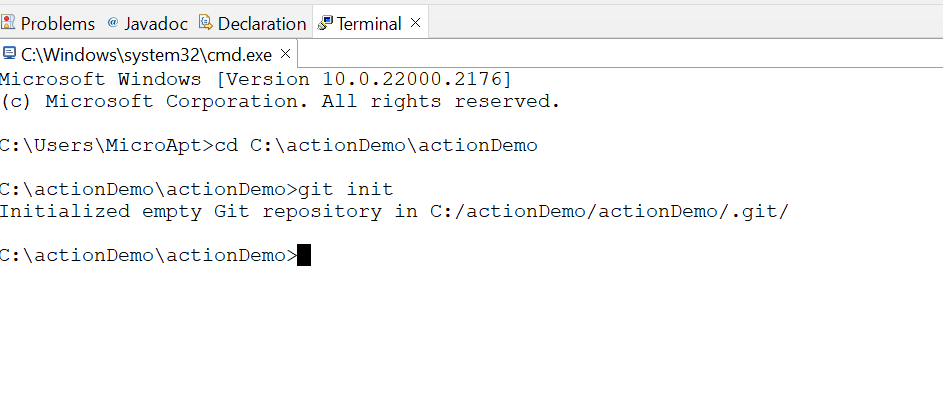 Problems @ Javadoc Declaration Terminal
C:\Windows\system32\cmd.exe
Microsoft Windows [Version 10.0.22000.2176]
(c) Microsoft Corporation. All rights reserved.
C:\Users\MicroApt>cd C:\actionDemo\actionDemo
C:\actionDemo\actionDemo>git init
Initialized empty Git repository in C:/actionDemo/actionDemo/.git/
C:\actionDemo\actionDemo>